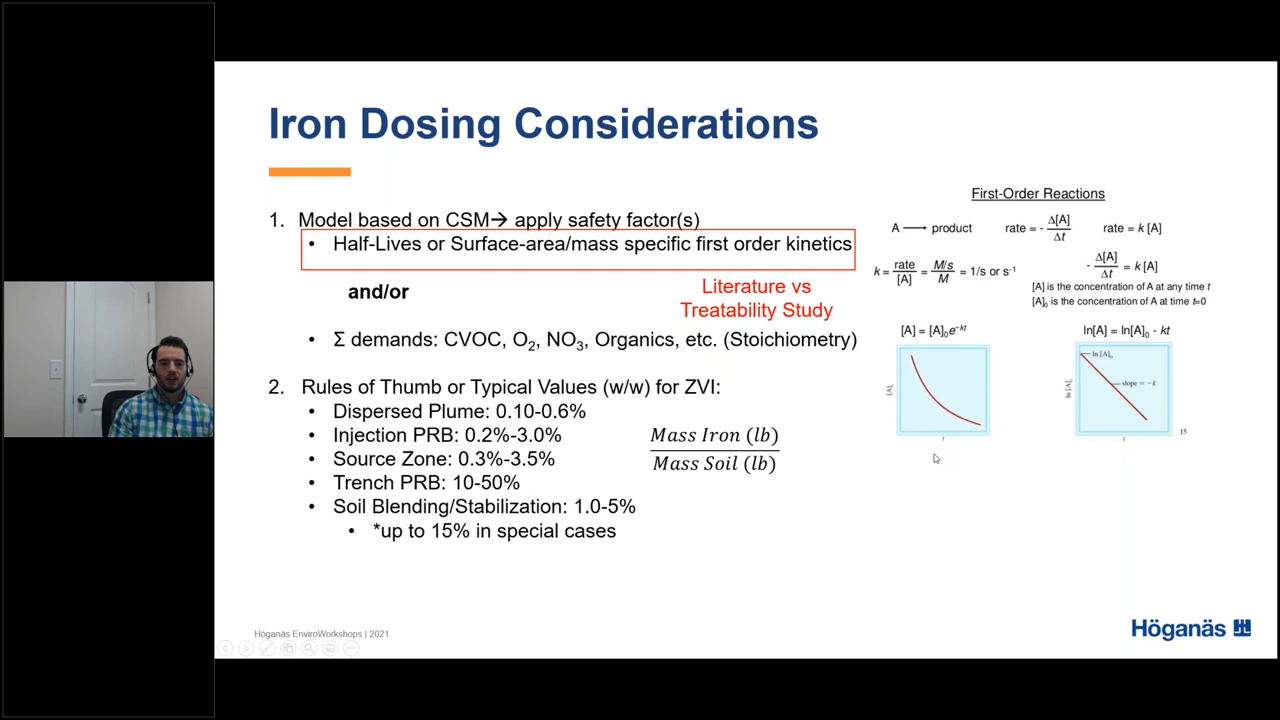 Iron Dosing Considerations
1. Model based on CSM→ apply safety factor(s)
• Half-Lives or Surface-area/mass specific first order kinetics
and/or
Literature vs
Treatability Study
• Σ demands: CVOC, O₂, NO₃, Organics, etc. (Stoichiometry)
2. Rules of Thumb or Typical Values (w/w) for ZVI:
• Dispersed Plume: 0.10-0.6%
• Injection PRB: 0.2%-3.0%
• Source Zone: 0.3%-3.5%
• Trench PRB: 10-50%
• Soil Blending/Stabilization: 1.0-5%
• *up to 15% in special cases
Mass Iron (lb)
Mass Soil (lb)
First-Order Reactions
A → product rate = - Δ[A]/Δt rate = k [A]
k = rate/[A] = M/s/M = 1/s or s⁻¹
- Δ[A]/Δt = k [A]
[A] is the concentration of A at any time t
[A]₀ is the concentration of A at time t=0
[A] = [A]₀e⁻ᵏᵗ
ln[A] = ln[A]₀ - kt
[A]t
t
ln [A]₀
slope = −k
ln [A]t
t
15
Höganäs EnviroWorkshops | 2021
Höganäs